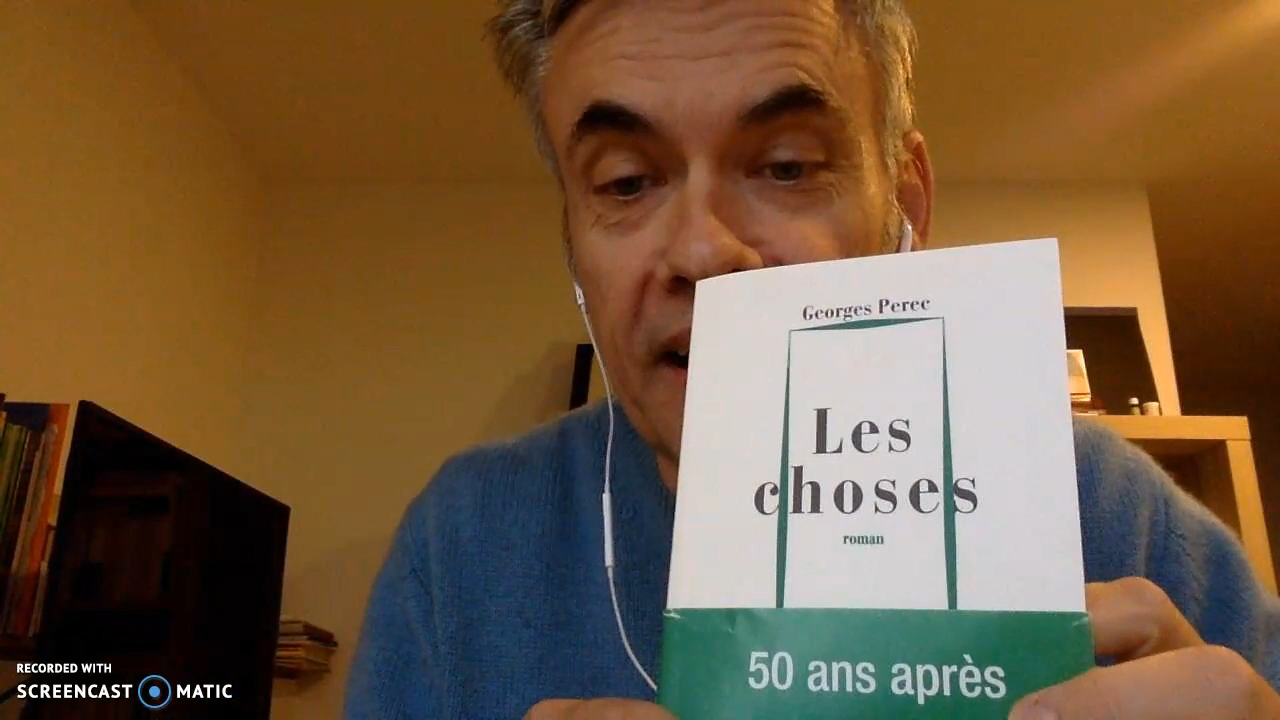 Georges Perec
Les
choses
roman
50 ans après
RECORDED WITH
SCREENCAST MATIC